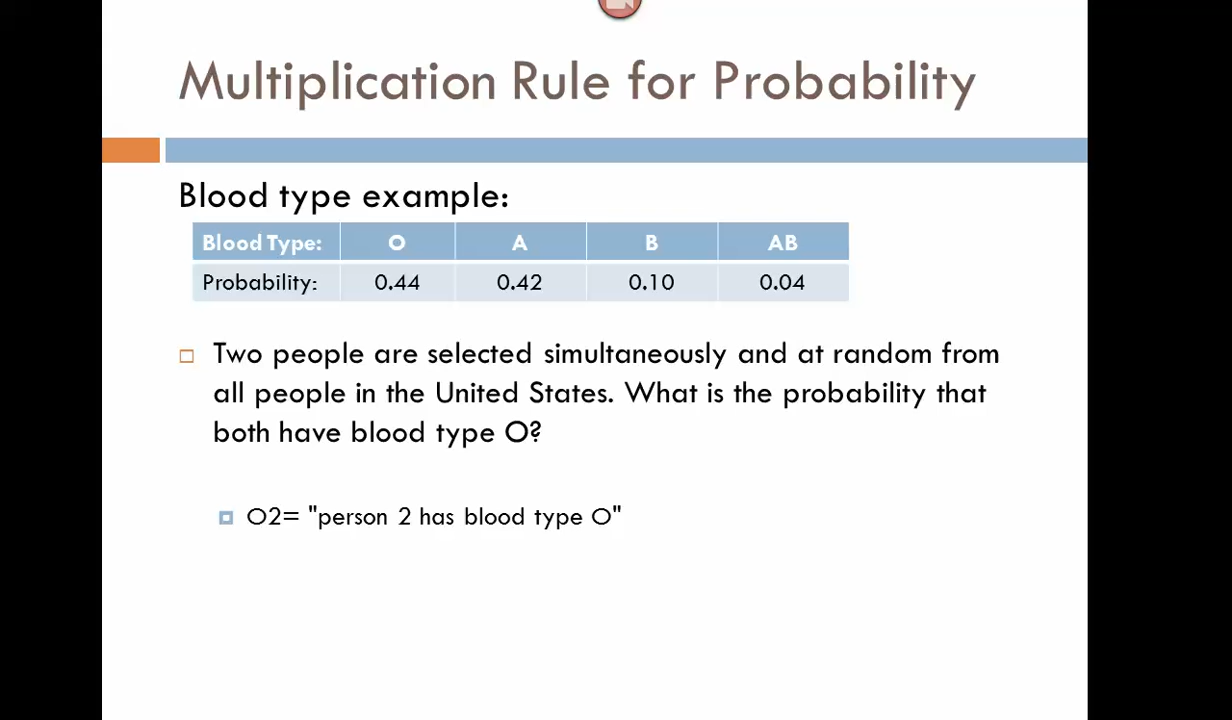 Multiplication Rule for Probability
Blood type example:
Blood Type: O A B AB
Probability: 0.44 0.42 0.10 0.04
Two people are selected simultaneously and at random from
all people in the United States. What is the probability that
both have blood type O?
O2= "person 2 has blood type O"